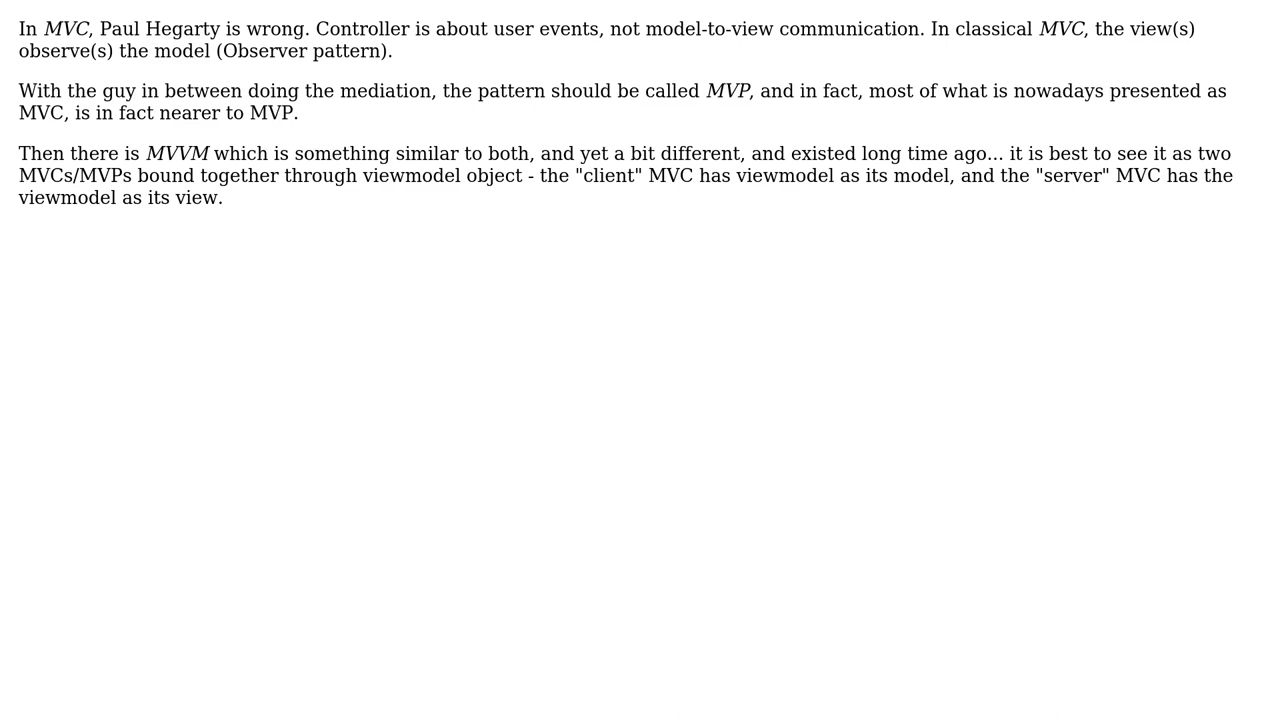 In MVC, Paul Hegarty is wrong. Controller is about user events, not model-to-view communication. In classical MVC, the view(s)
observe(s) the model (Observer pattern).
With the guy in between doing the mediation, the pattern should be called MVP, and in fact, most of what is nowadays presented as
MVC, is in fact nearer to MVP.
Then there is MVVM which is something similar to both, and yet a bit different, and existed long time ago... it is best to see it as two
MVCs/MVPs bound together through viewmodel object - the "client" MVC has viewmodel as its model, and the "server" MVC has the
viewmodel as its view.